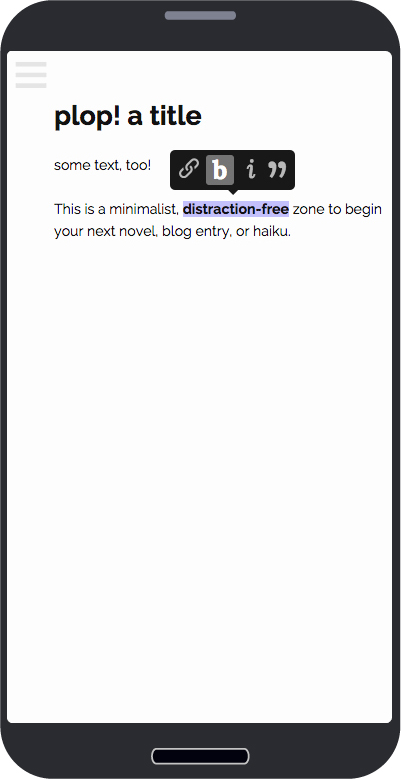 plop! a title
some text, too!
b i ”
This is a minimalist, distraction-free zone to begin
your next novel, blog entry, or haiku.